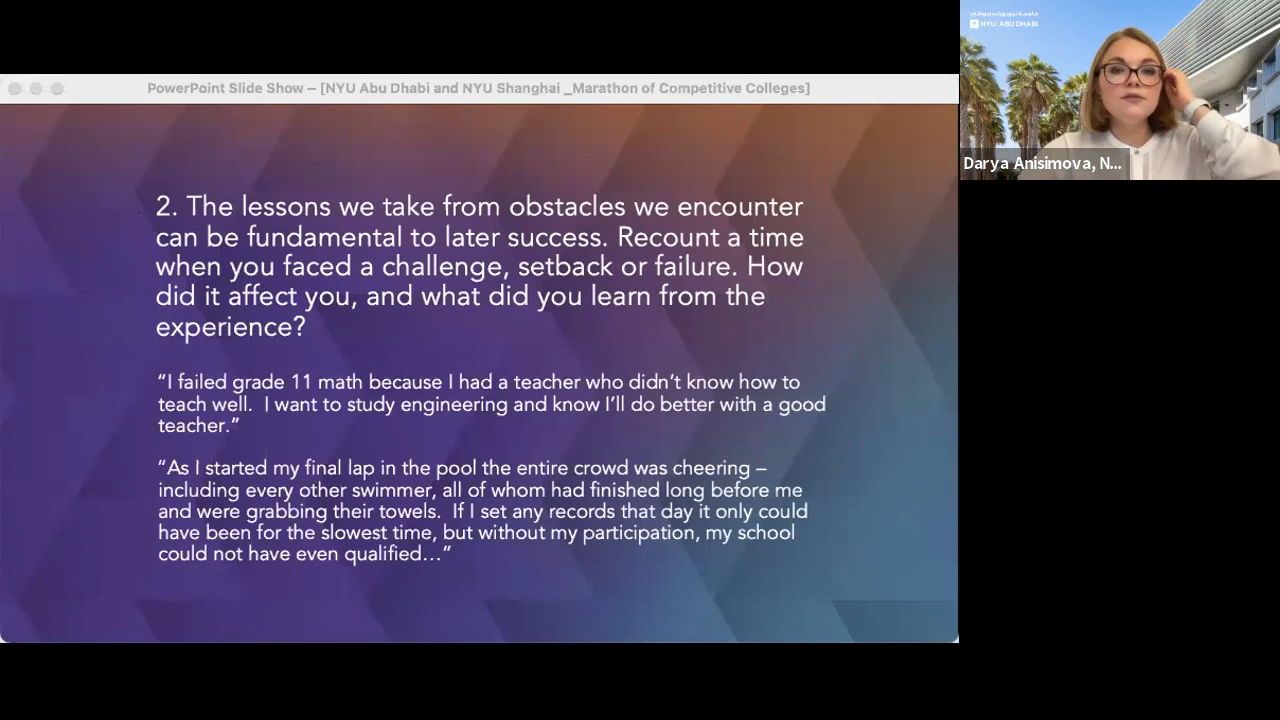 PowerPoint Slide Show – [NYU Abu Dhabi and NYU Shanghai _Marathon of Competitive Colleges]
2. The lessons we take from obstacles we encounter
can be fundamental to later success. Recount a time
when you faced a challenge, setback or failure. How
did it affect you, and what did you learn from the
experience?
“I failed grade 11 math because I had a teacher who didn’t know how to
teach well.  I want to study engineering and know I’ll do better with a good
teacher.”
“As I started my final lap in the pool the entire crowd was cheering –
including every other swimmer, all of whom had finished long before me
and were grabbing their towels.  If I set any records that day it only could
have been for the slowest time, but without my participation, my school
could not have even qualified…”
جامعة نيويورك أبوظبي
NYU ABU DHABI
Darya Anisimova, N...